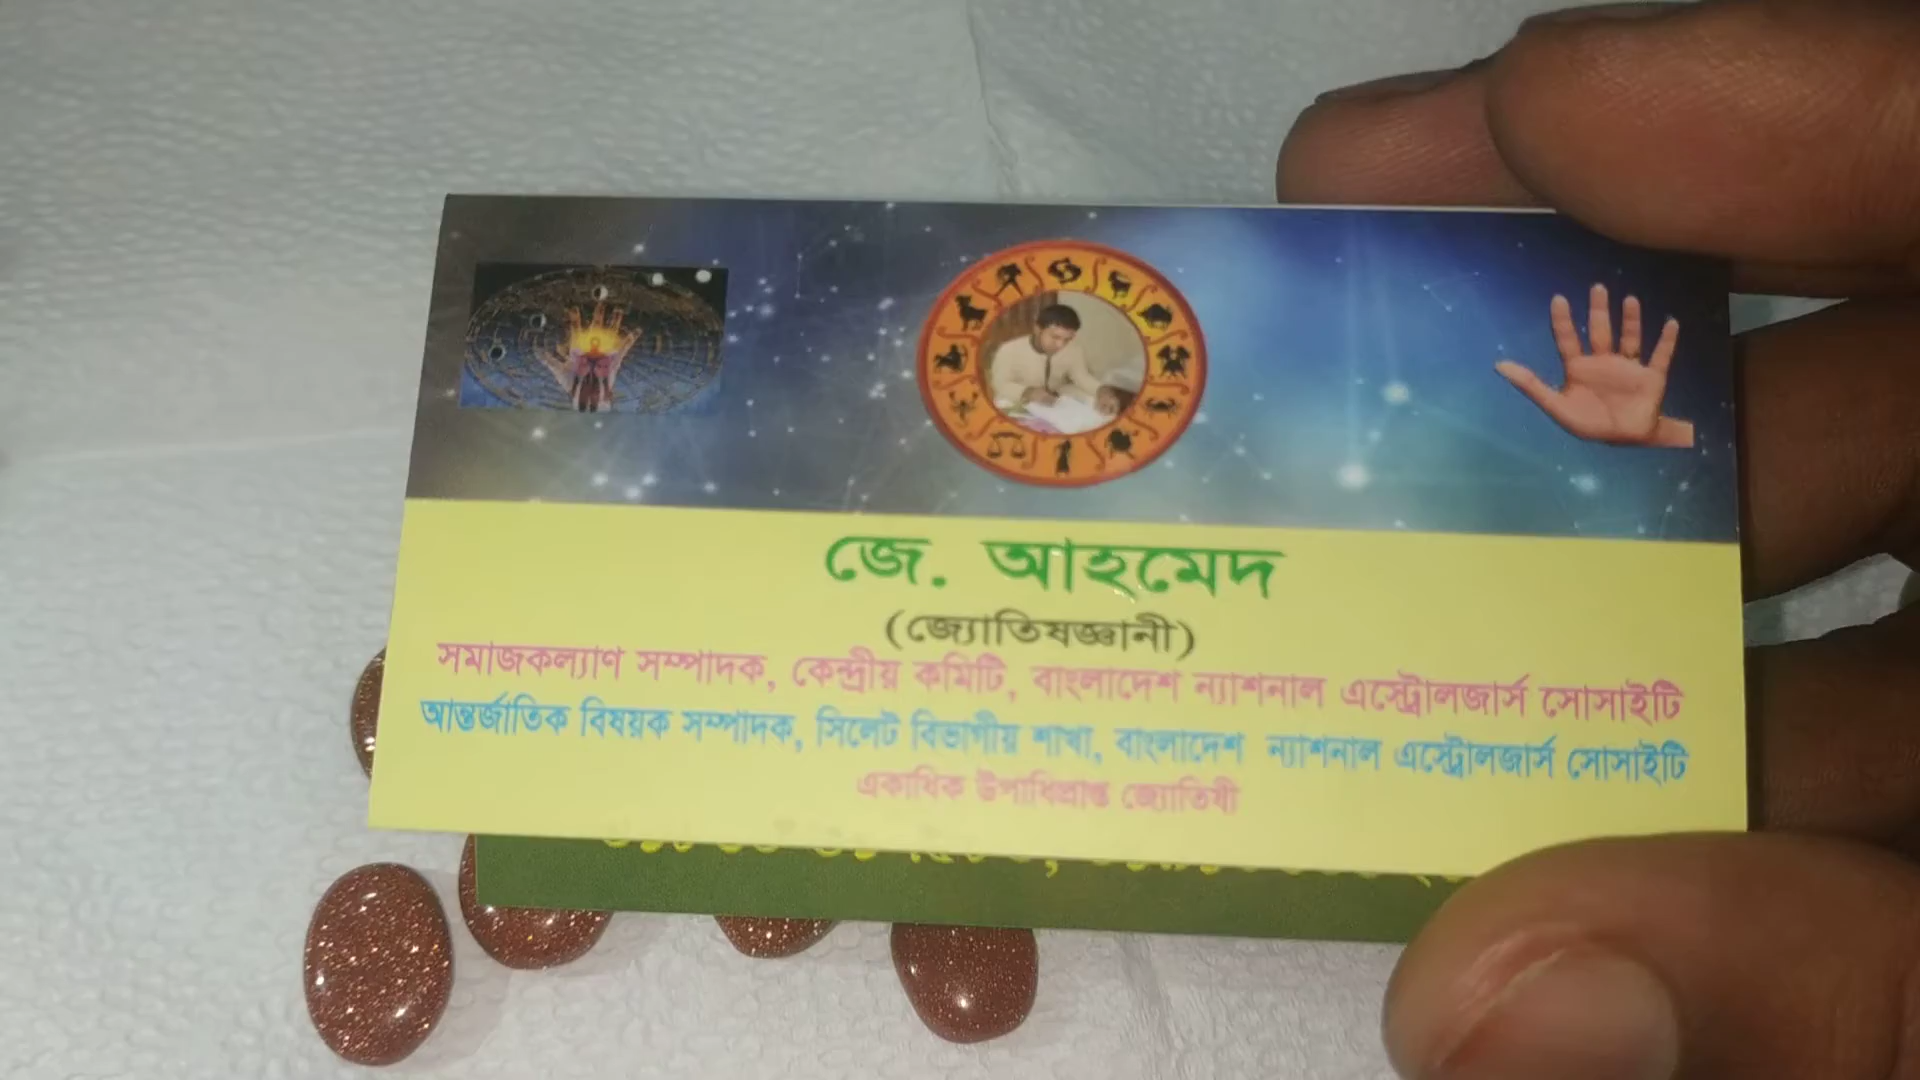 জে. আহমেদ
(জ্যোতিষজ্ঞানী)
সমাজকল্যাণ সম্পাদক, কেন্দ্রীয় কমিটি, বাংলাদেশ ন্যাশনাল এস্ট্রোলজার্স সোসাইটি
আন্তর্জাতিক বিষয়ক সম্পাদক, সিলেট বিভাগীয় শাখা, বাংলাদেশ ন্যাশনাল এস্ট্রোলজার্স সোসাইটি
একাধিক উপাধিপ্রাপ্ত জ্যোতিষী